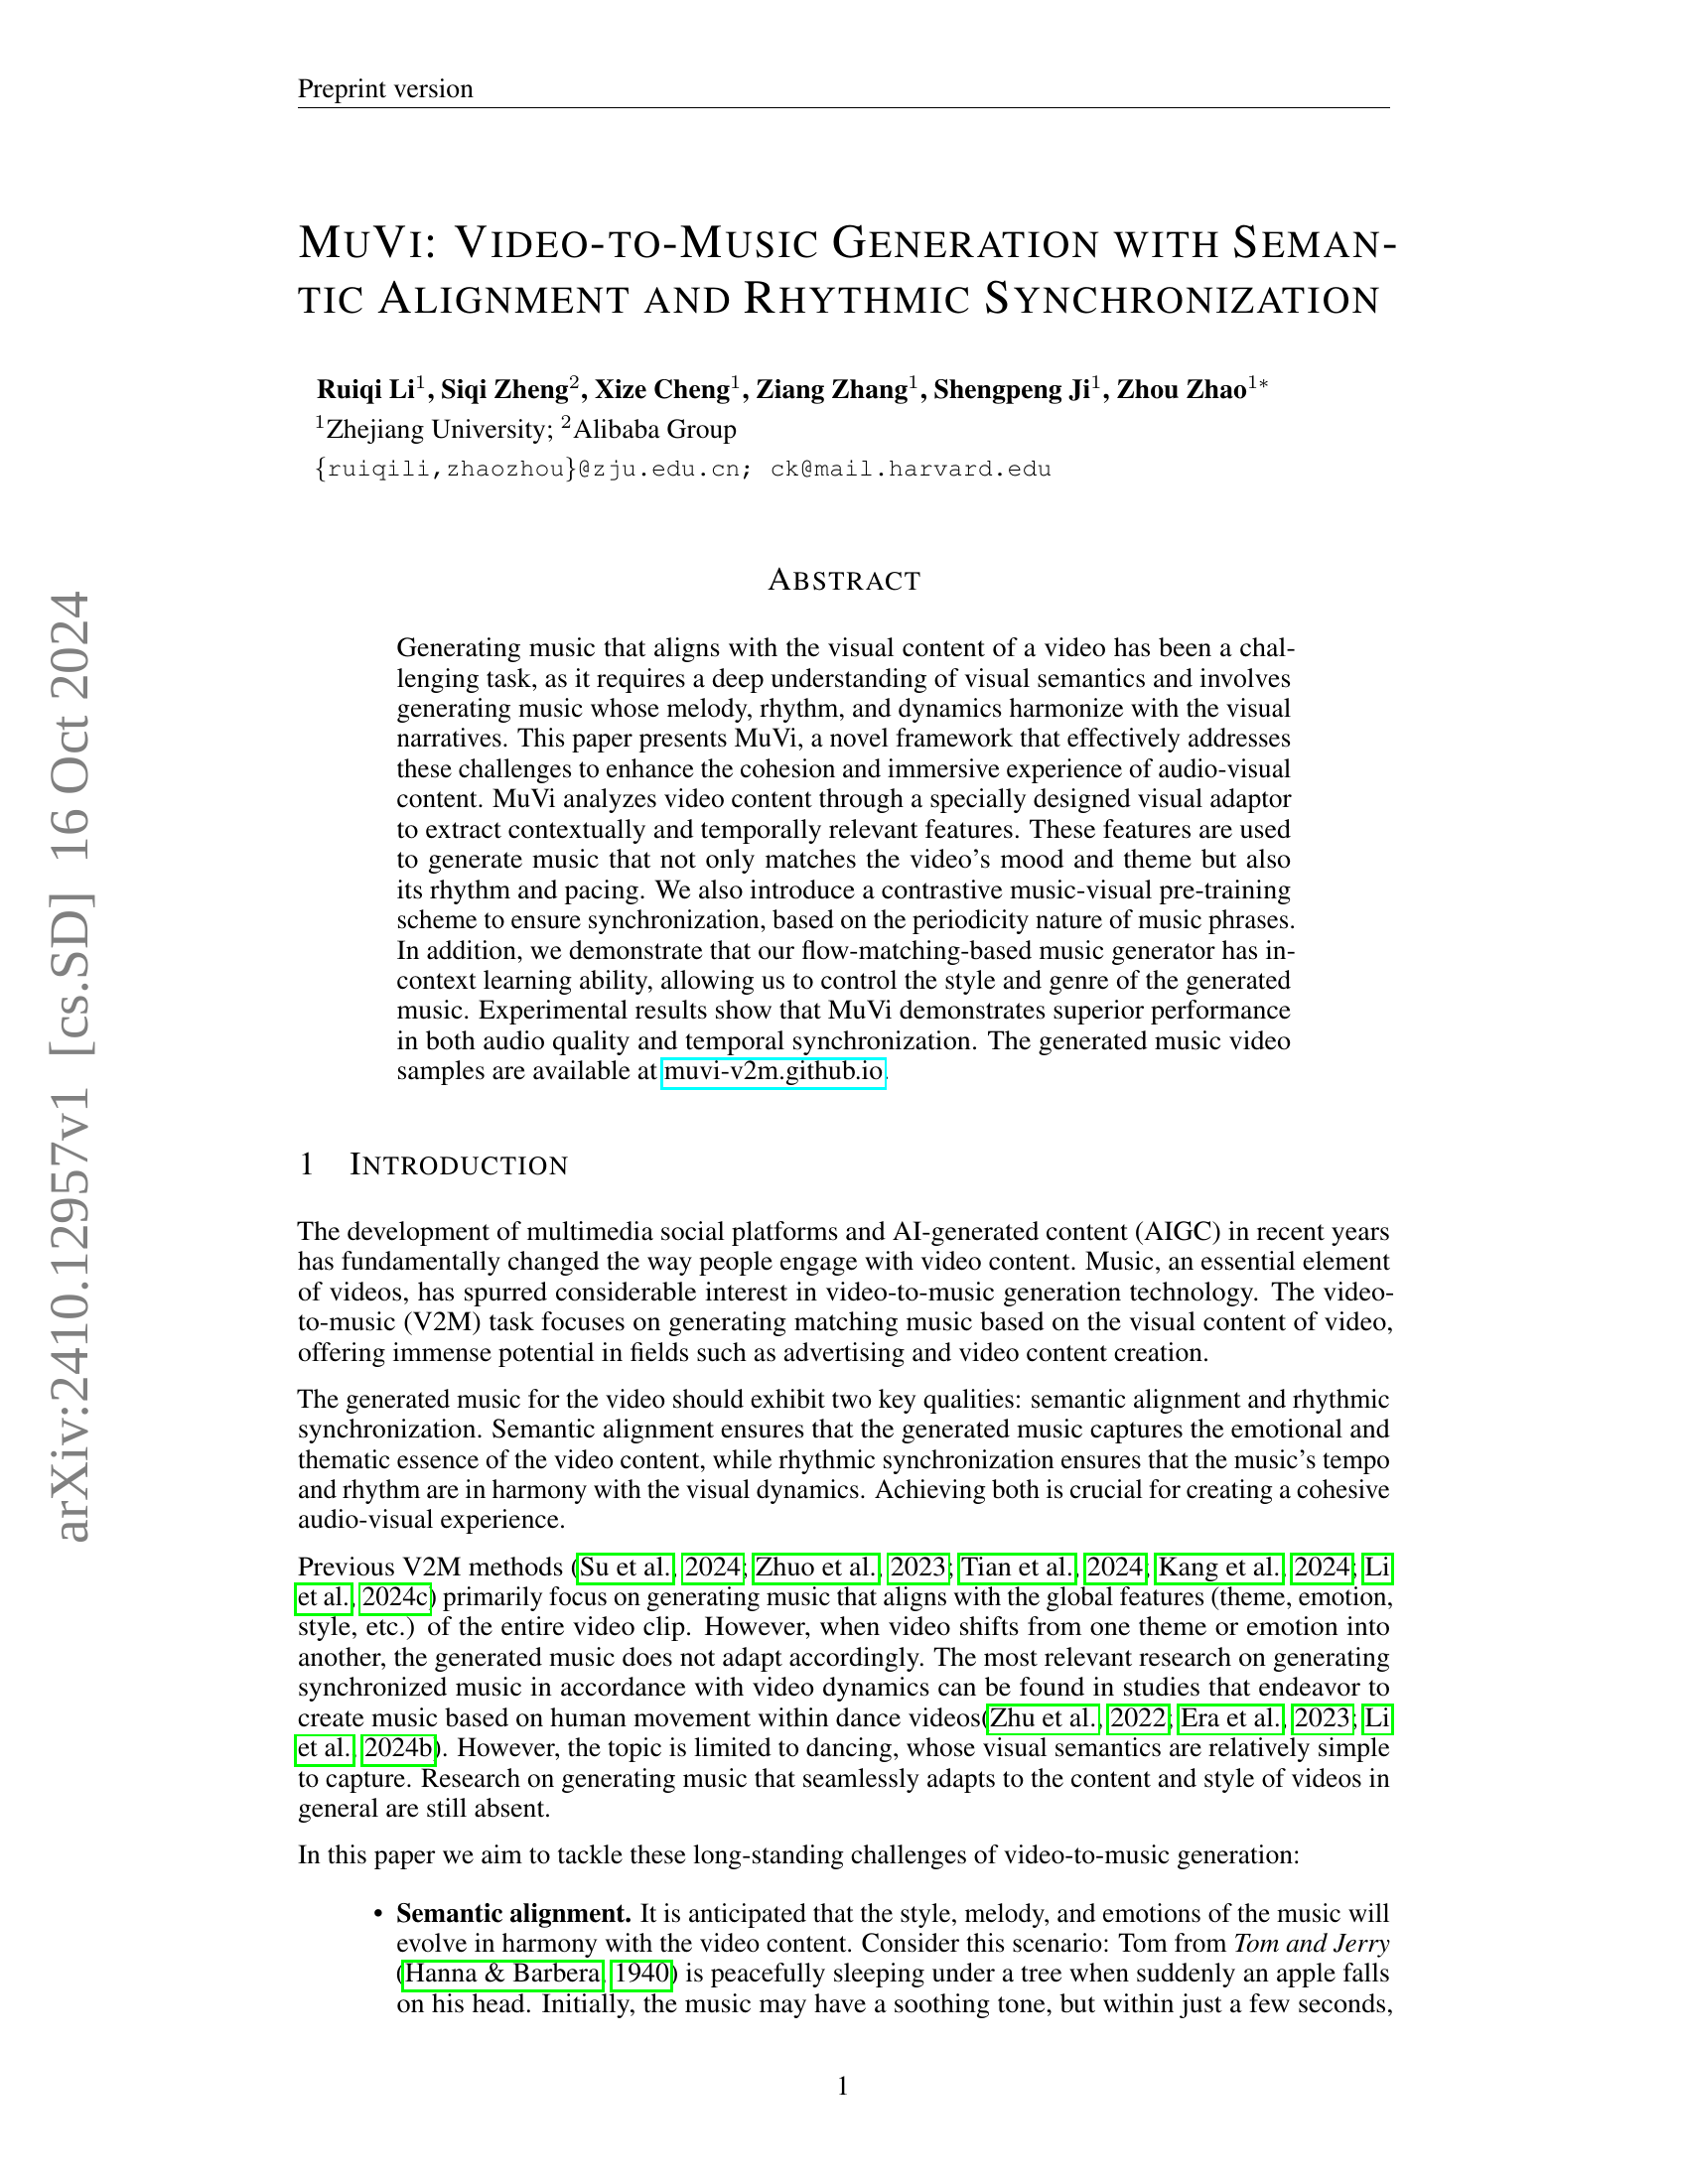 Preprint version
MUVI: VIDEO-TO-MUSIC GENERATION WITH SEMAN-
TIC ALIGNMENT AND RHYTHMIC SYNCHRONIZATION
Ruiqi Li1, Siqi Zheng2, Xize Cheng1, Ziang Zhang1, Shengpeng Ji1, Zhou Zhao1*
1Zhejiang University; 2Alibaba Group
{ruiqili,zhaozhou}@zju.edu.cn; ck@mail.harvard.edu
ABSTRACT
Generating music that aligns with the visual content of a video has been a chal-
lenging task, as it requires a deep understanding of visual semantics and involves
generating music whose melody, rhythm, and dynamics harmonize with the visual
narratives. This paper presents MuVi, a novel framework that effectively addresses
these challenges to enhance the cohesion and immersive experience of audio-visual
content. MuVi analyzes video content through a specially designed visual adaptor
to extract contextually and temporally relevant features. These features are used
to generate music that not only matches the video's mood and theme but also
its rhythm and pacing. We also introduce a contrastive music-visual pre-training
scheme to ensure synchronization, based on the periodicity nature of music phrases.
In addition, we demonstrate that our flow-matching-based music generator has in-
context learning ability, allowing us to control the style and genre of the generated
music. Experimental results show that MuVi demonstrates superior performance
in both audio quality and temporal synchronization. The generated music video
samples are available at muvi-v2m.github.io.
1 INTRODUCTION
The development of multimedia social platforms and AI-generated content (AIGC) in recent years
has fundamentally changed the way people engage with video content. Music, an essential element
of videos, has spurred considerable interest in video-to-music generation technology. The video-
to-music (V2M) task focuses on generating matching music based on the visual content of video,
offering immense potential in fields such as advertising and video content creation.
The generated music for the video should exhibit two key qualities: semantic alignment and rhythmic
synchronization. Semantic alignment ensures that the generated music captures the emotional and
thematic essence of the video content, while rhythmic synchronization ensures that the music's tempo
and rhythm are in harmony with the visual dynamics. Achieving both is crucial for creating a cohesive
audio-visual experience.
Previous V2M methods (Su et al., 2024; Zhuo et al., 2023; Tian et al., 2024; Kang et al., 2024; Li
et al., 2024c) primarily focus on generating music that aligns with the global features (theme, emotion,
style, etc.) of the entire video clip. However, when video shifts from one theme or emotion into
another, the generated music does not adapt accordingly. The most relevant research on generating
synchronized music in accordance with video dynamics can be found in studies that endeavor to
create music based on human movement within dance videos(Zhu et al., 2022; Era et al., 2023; Li
et al., 2024b). However, the topic is limited to dancing, whose visual semantics are relatively simple
to capture. Research on generating music that seamlessly adapts to the content and style of videos in
general are still absent.
In this paper we aim to tackle these long-standing challenges of video-to-music generation:
• Semantic alignment. It is anticipated that the style, melody, and emotions of the music will
evolve in harmony with the video content. Consider this scenario: Tom from Tom and Jerry
(Hanna & Barbera, 1940) is peacefully sleeping under a tree when suddenly an apple falls
on his head. Initially, the music may have a soothing tone, but within just a few seconds,
1
arXiv:2410.12957v1 [cs.SD] 16 Oct 2024